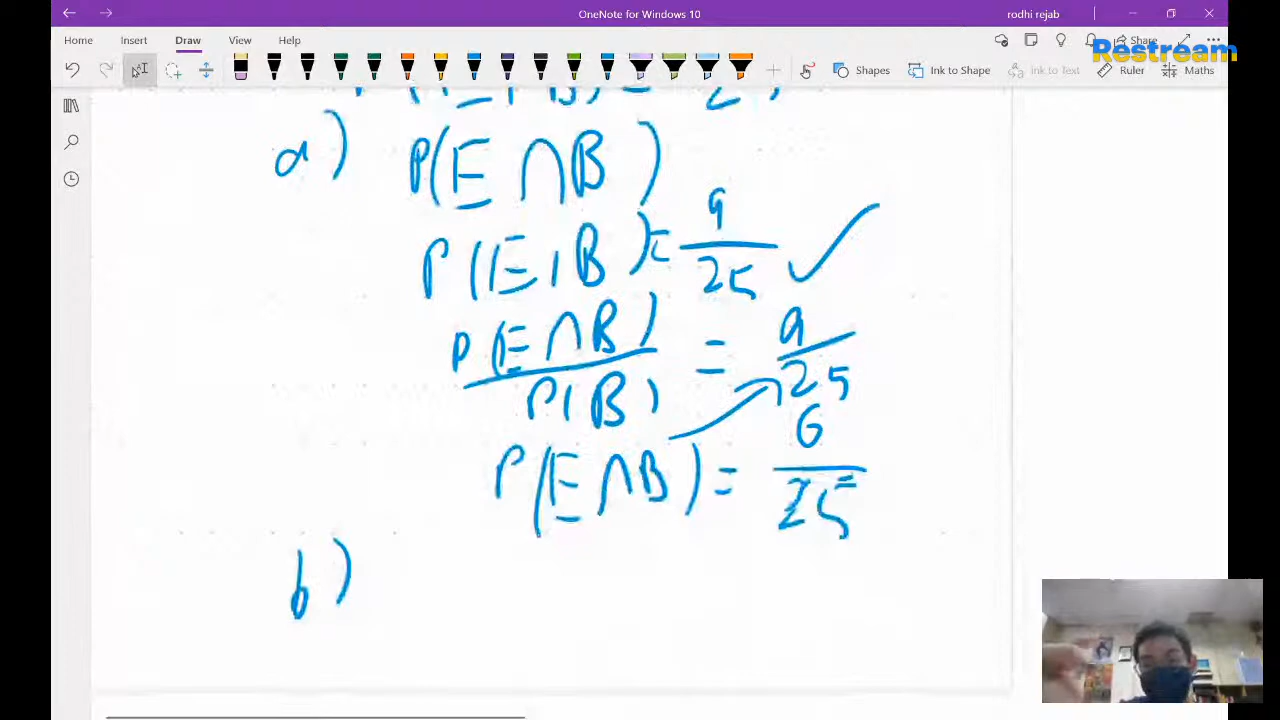 OneNote for Windows 10
rodhi rejab
Home Insert Draw View Help
Share
Restream
Shapes
Ink to Shape
Ink to Text
Ruler
Maths
a) P(E ∩ B)
P(E | B) = 9/25 ✓
P(E ∩ B)/P(B) = 9/25
P(E ∩ B) = 6/25
b)